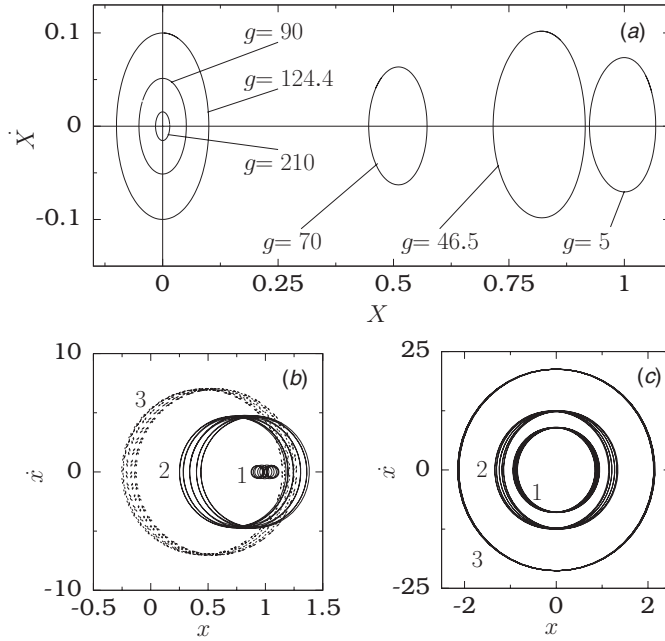 0.1
0
-0.1
Ẋ
g= 90
g= 124.4
g= 210
g= 70
g= 46.5
g= 5
(a)
0 0.25 0.5 0.75 1
X
10
0
-10
ẋ
3
2
1
(b)
-0.5 0 0.5 1 1.5
x
25
0
-25
ẋ
2
1
3
(c)
-2 0 2
x